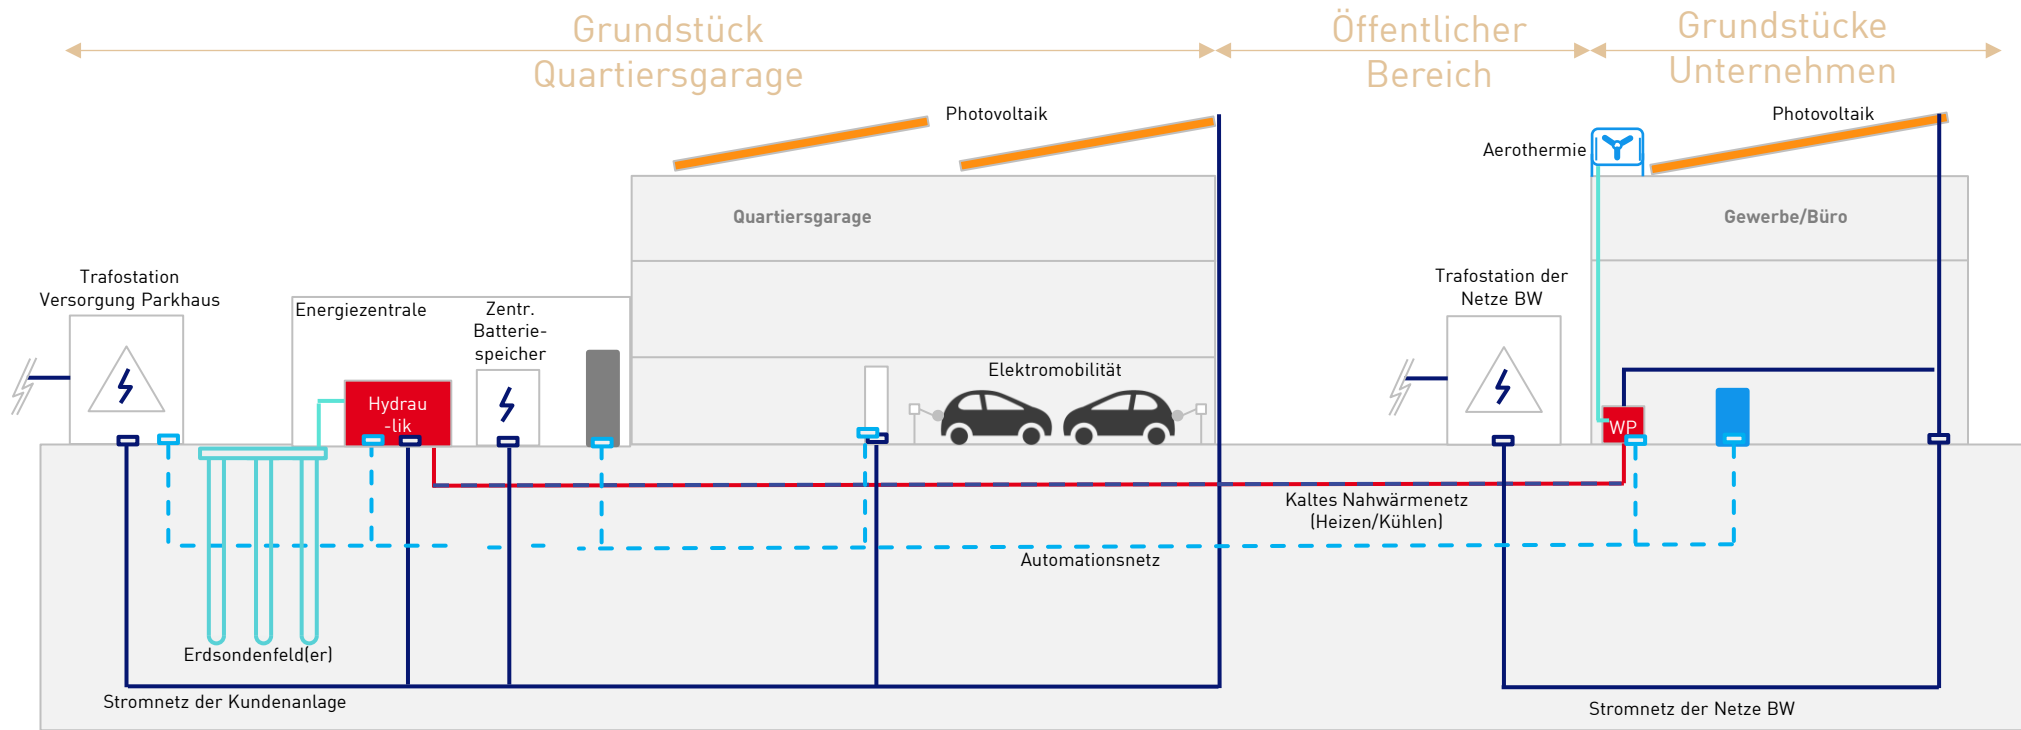 Grundstück
Quartiersgarage
Öffentlicher
Bereich
Grundstücke
Unternehmen
Photovoltaik
Photovoltaik
Aerothermie
Quartiersgarage
Gewerbe/Büro
Trafostation
Versorgung Parkhaus
Energiezentrale
Zentr.
Batterie-
speicher
Trafostation der
Netze BW
Elektromobilität
Hydrau
-lik
WP
Kaltes Nahwärmenetz
(Heizen/Kühlen)
Automationsnetz
Erdsondenfeld(er)
Stromnetz der Kundenanlage
Stromnetz der Netze BW